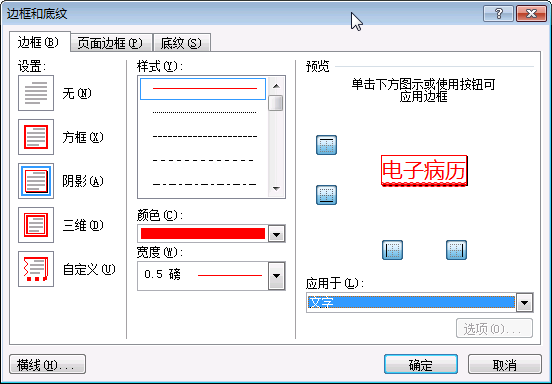 边框和底纹
边框(B)
页面边框(P)
底纹(S)
设置:
无(N)
方框(X)
阴影(A)
三维(D)
自定义(U)
样式(Y):
颜色(C):
宽度(W):
0.5 磅
预览
单击下方图示或使用按钮可
应用边框
电子病历
应用于(L):
文字
选项(O)...
横线(H)...
确定
取消